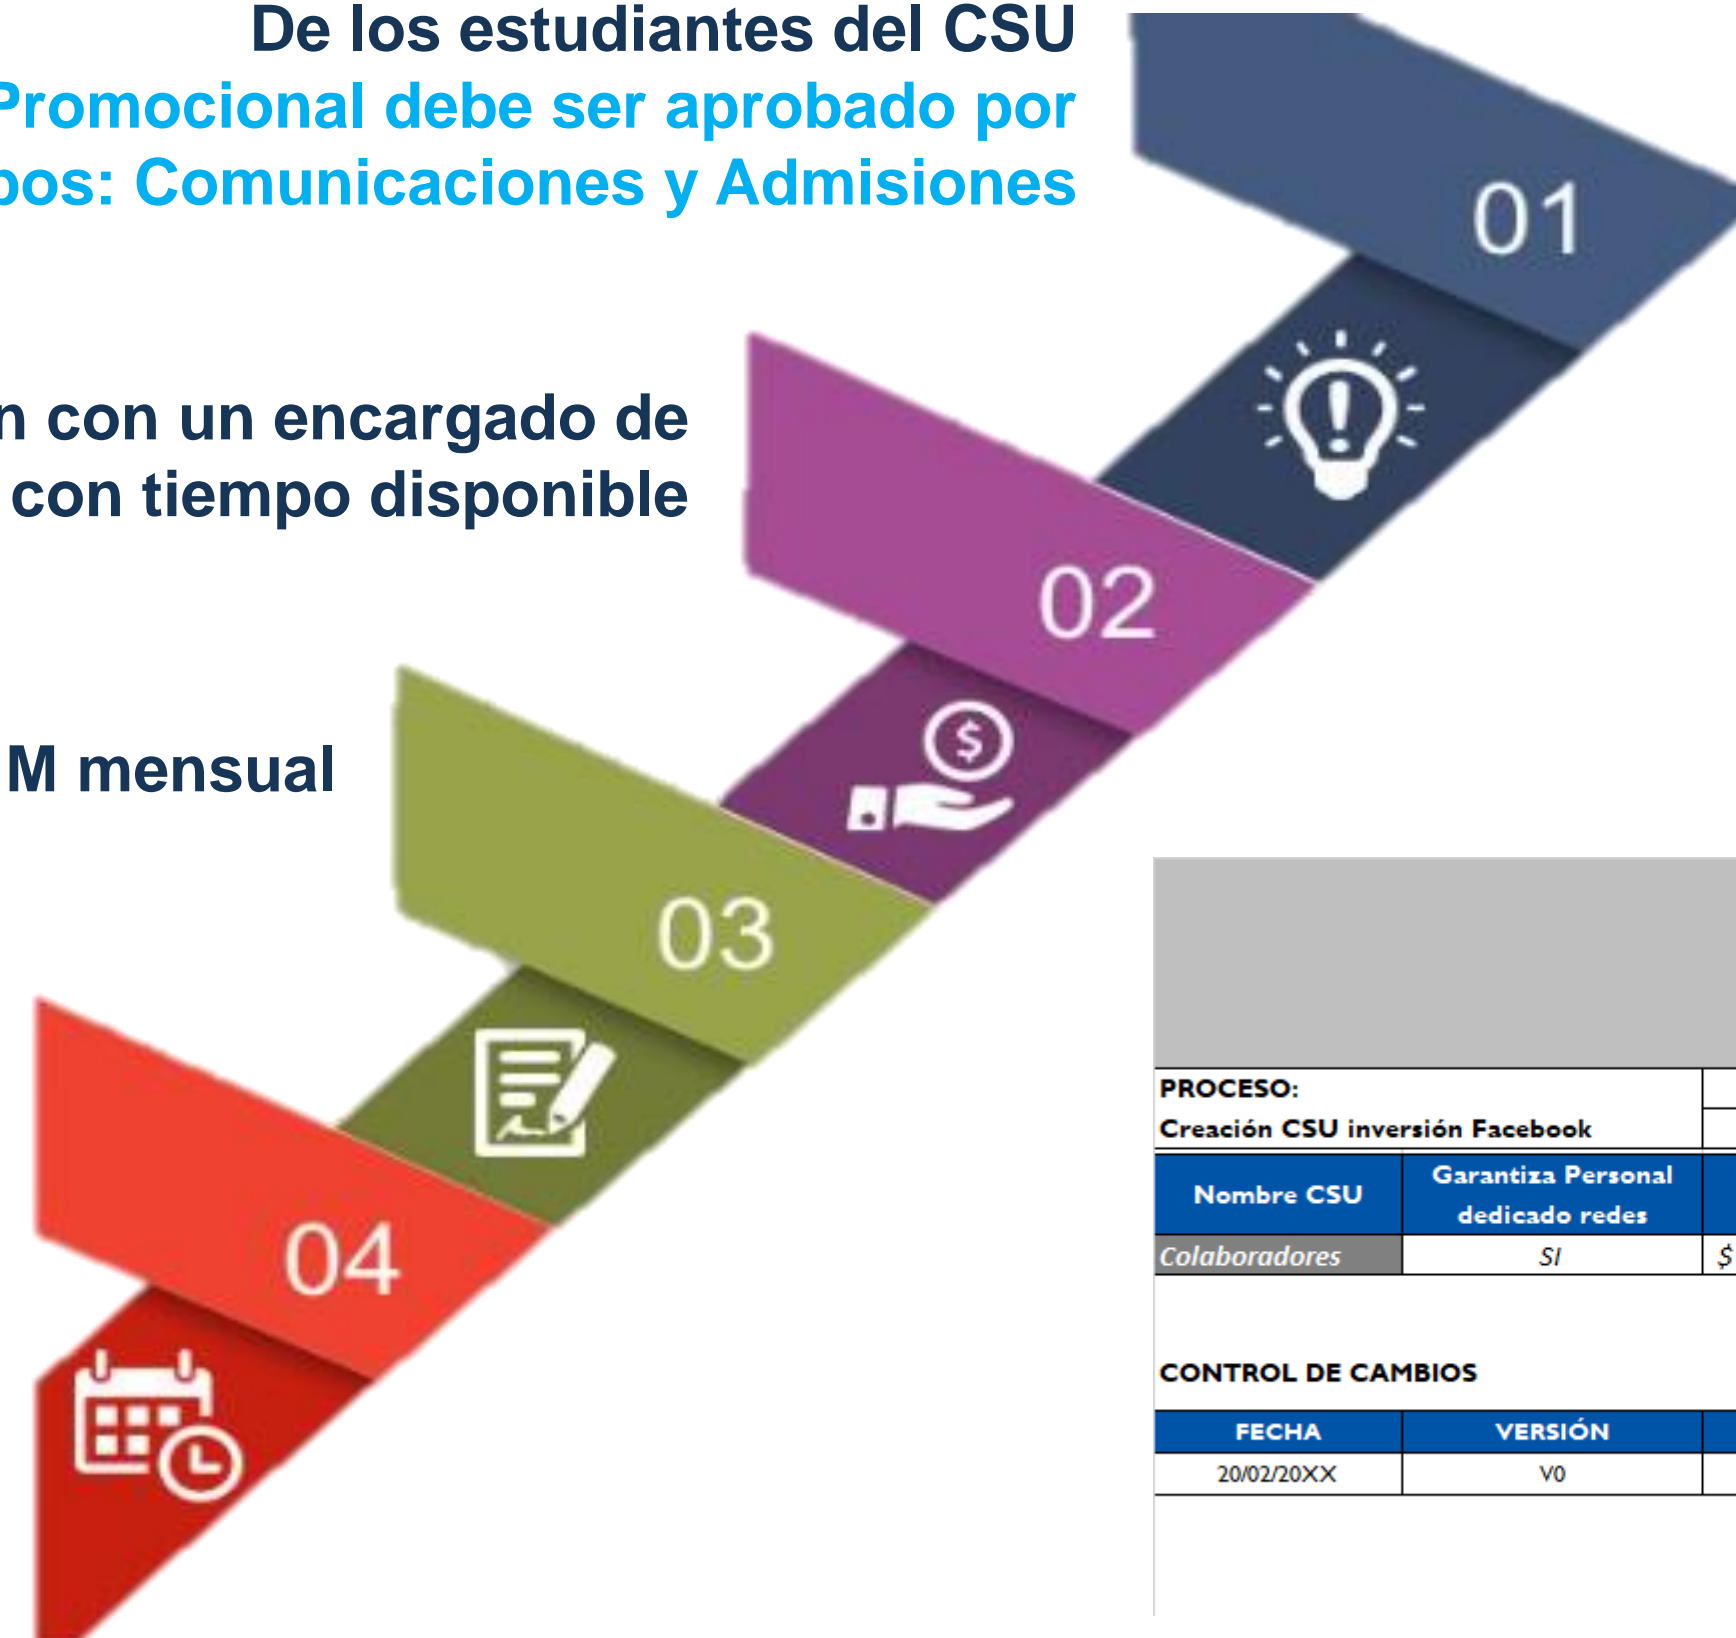 De los estudiantes del CSU
Promocional debe ser aprobado por
pos: Comunicaciones y Admisiones
01
n con un encargado de
con tiempo disponible
02
M mensual
03
04
PROCESO:
Creación CSU inversión Facebook
Nombre CSU
Garantiza Personal
dedicado redes
Colaboradores
SI
$
CONTROL DE CAMBIOS
FECHA
VERSIÓN
20/02/20XX
V0